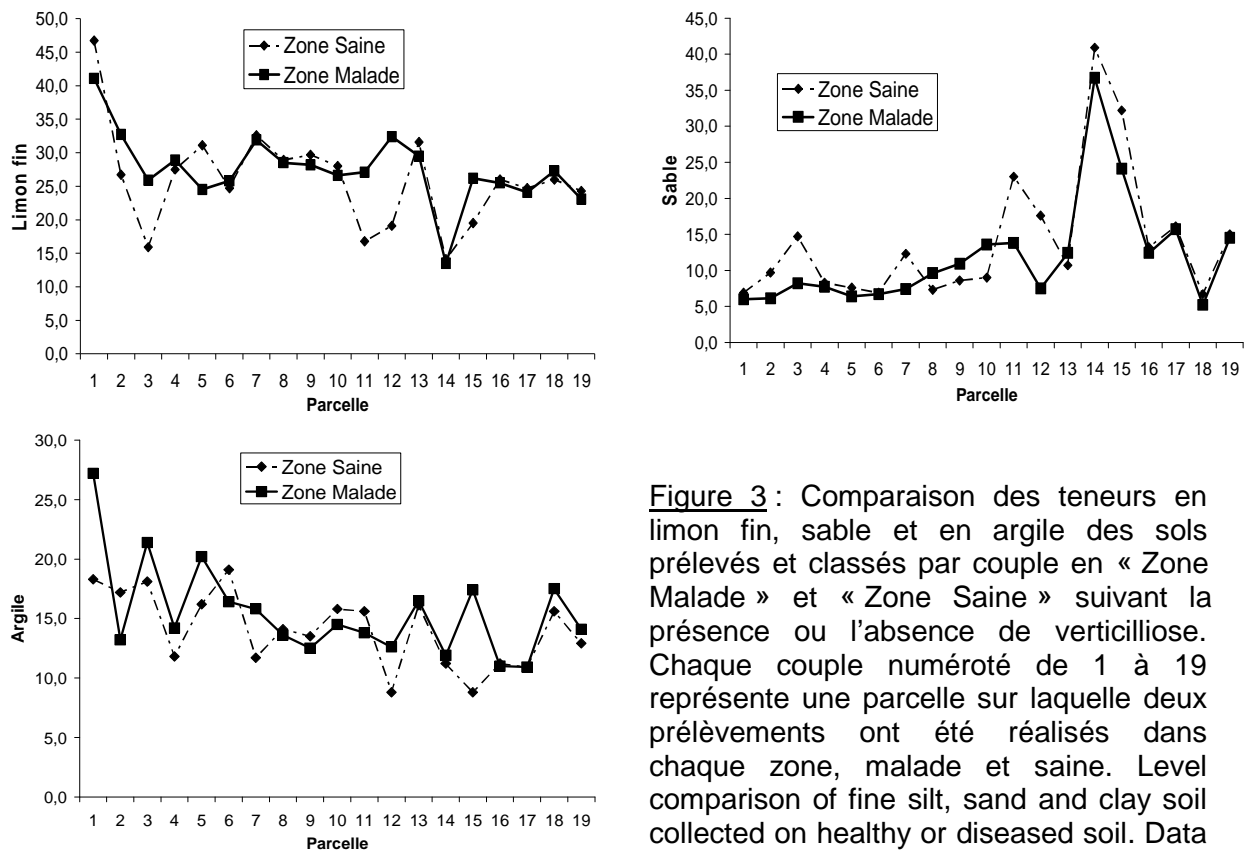 50,0
45,0
40,0
35,0
30,0
25,0
20,0
15,0
10,0
5,0
0,0
Limon fin
Zone Saine
Zone Malade
1 2 3 4 5 6 7 8 9 10 11 12 13 14 15 16 17 18 19
Parcelle
45,0
40,0
35,0
30,0
25,0
20,0
15,0
10,0
5,0
0,0
Sable
Zone Saine
Zone Malade
1 2 3 4 5 6 7 8 9 10 11 12 13 14 15 16 17 18 19
Parcelle
30,0
25,0
20,0
15,0
10,0
5,0
0,0
Argile
Zone Saine
Zone Malade
1 2 3 4 5 6 7 8 9 10 11 12 13 14 15 16 17 18 19
Parcelle
Figure 3 : Comparaison des teneurs en
limon fin, sable et en argile des sols
prélevés et classés par couple en « Zone
Malade » et « Zone Saine » suivant la
présence ou l'absence de verticilliose.
Chaque couple numéroté de 1 à 19
représente une parcelle sur laquelle deux
prélèvements ont été réalisés dans
chaque zone, malade et saine. Level
comparison of fine silt, sand and clay soil
collected on healthy or diseased soil. Data